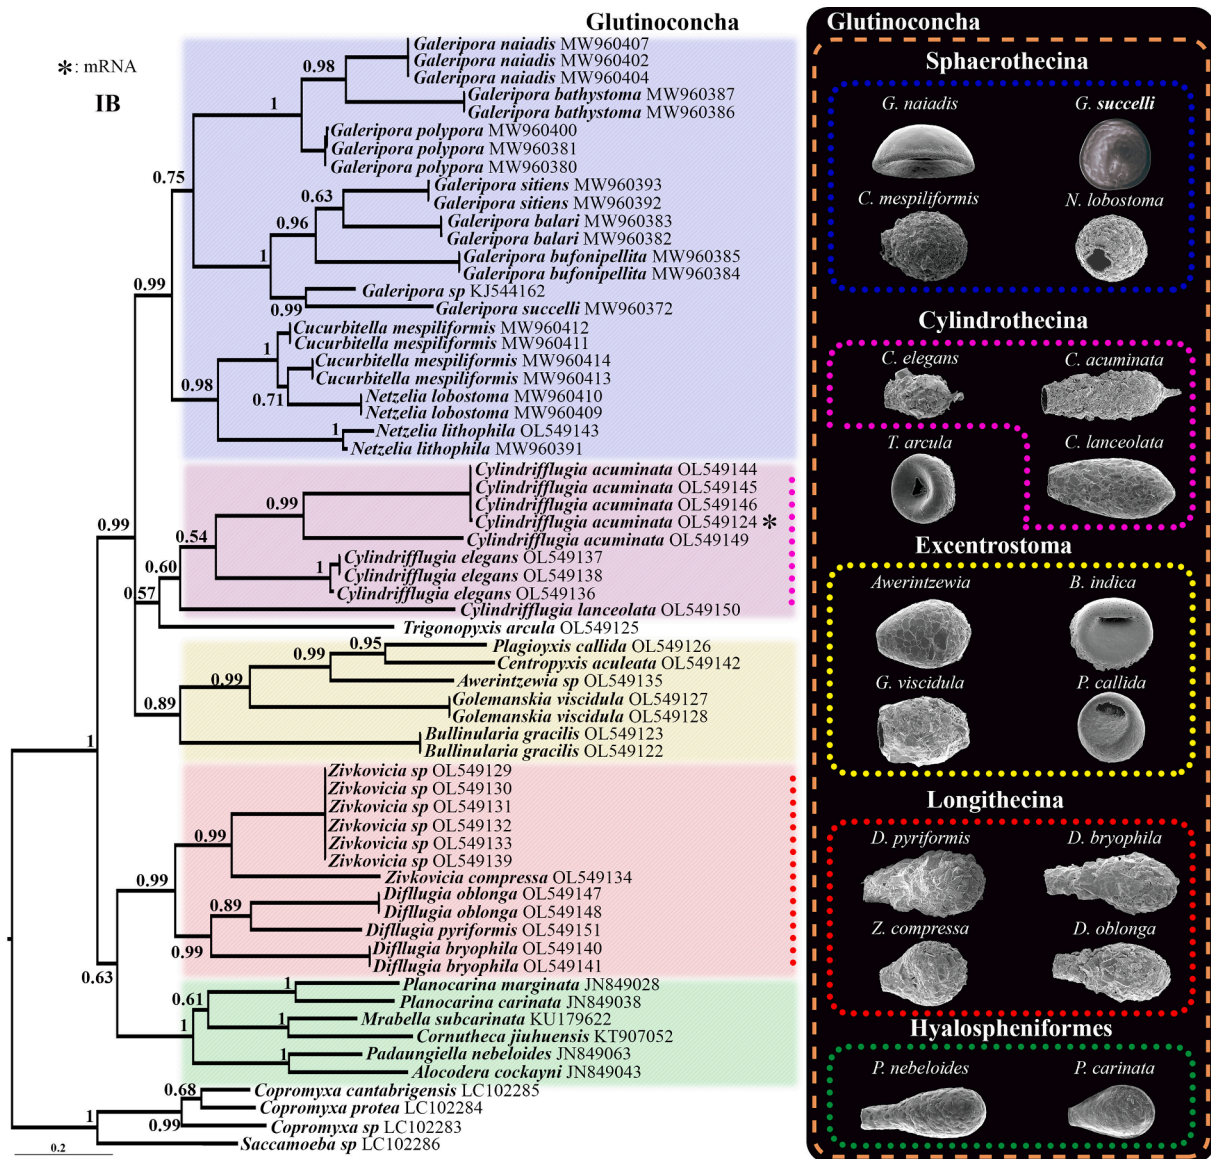 Glutinoconcha
*: mRNA
IB
Galeripora naiadis MW960407
Galeripora naiadis MW960402
Galeripora naiadis MW960404
0.98
Galeripora bathystoma MW960387
Galeripora bathystoma MW960386
1
Galeripora polypora MW960400
Galeripora polypora MW960381
Galeripora polypora MW960380
0.75
Galeripora sitiens MW960393
0.63
Galeripora sitiens MW960392
Galeripora balari MW960383
0.96
Galeripora balari MW960382
1
Galeripora bufonipellita MW960385
Galeripora bufonipellita MW960384
0.99
Galeripora sp KJ544162
0.99
Galeripora succelli MW960372
Cucurbitella mespiliformis MW960412
Cucurbitella mespiliformis MW960411
1
Cucurbitella mespiliformis MW960414
Cucurbitella mespiliformis MW960413
0.98
0.71
Netzelia lobostoma MW960410
Netzelia lobostoma MW960409
1
Netzelia lithophila OL549143
Netzelia lithophila MW960391
Cylindrifflugia acuminata OL549144
Cylindrifflugia acuminata OL549145
Cylindrifflugia acuminata OL549146
0.99
Cylindrifflugia acuminata OL549124 *
0.99
0.54
Cylindrifflugia acuminata OL549149
Cylindrifflugia elegans OL549137
0.60
1
Cylindrifflugia elegans OL549138
0.57
Cylindrifflugia elegans OL549136
Cylindrifflugia lanceolata OL549150
Trigonopyxis arcula OL549125
0.95
Plagioyxis callida OL549126
0.99
Centropyxis aculeata OL549142
0.99
Awerintzewia sp OL549135
Golemanskia viscidula OL549127
0.89
Golemanskia viscidula OL549128
1
Bullinularia gracilis OL549123
Bullinularia gracilis OL549122
Zivkovicia sp OL549129
Zivkovicia sp OL549130
Zivkovicia sp OL549131
Zivkovicia sp OL549132
0.99
Zivkovicia sp OL549133
Zivkovicia sp OL549139
0.99
Zivkovicia compressa OL549134
Difllugia oblonga OL549147
0.89
Difllugia oblonga OL549148
Difllugia pyriformis OL549151
0.99
Difllugia bryophila OL549140
0.63
Difllugia bryophila OL549141
1
Planocarina marginata JN849028
0.61
Planocarina carinata JN849038
1
1
Mrabella subcarinata KU179622
Cornutheca jiuhuensis KT907052
1
Padaungiella nebeloides JN849063
Alocodera cockayni JN849043
0.68
Copromyxa cantabrigensis LC102285
1
Copromyxa protea LC102284
0.99
Copromyxa sp LC102283
Saccamoeba sp LC102286
0.2
Glutinoconcha
Sphaerothecina
G. naiadis
G. succelli
C. mespiliformis
N. lobostoma
Cylindrothecina
C. elegans
C. acuminata
T. arcula
C. lanceolata
Excentrostoma
Awerintzewia
B. indica
G. viscidula
P. callida
Longithecina
D. pyriformis
D. bryophila
Z. compressa
D. oblonga
Hyalospheniformes
P. nebeloides
P. carinata